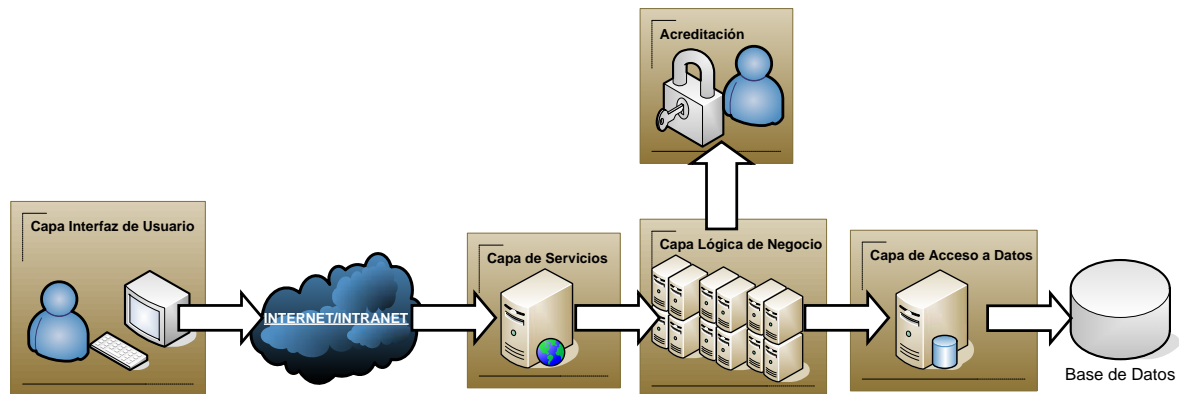 Acreditación
Capa Interfaz de Usuario
INTERNET/INTRANET
Capa de Servicios
Capa Lógica de Negocio
Capa de Acceso a Datos
Base de Datos